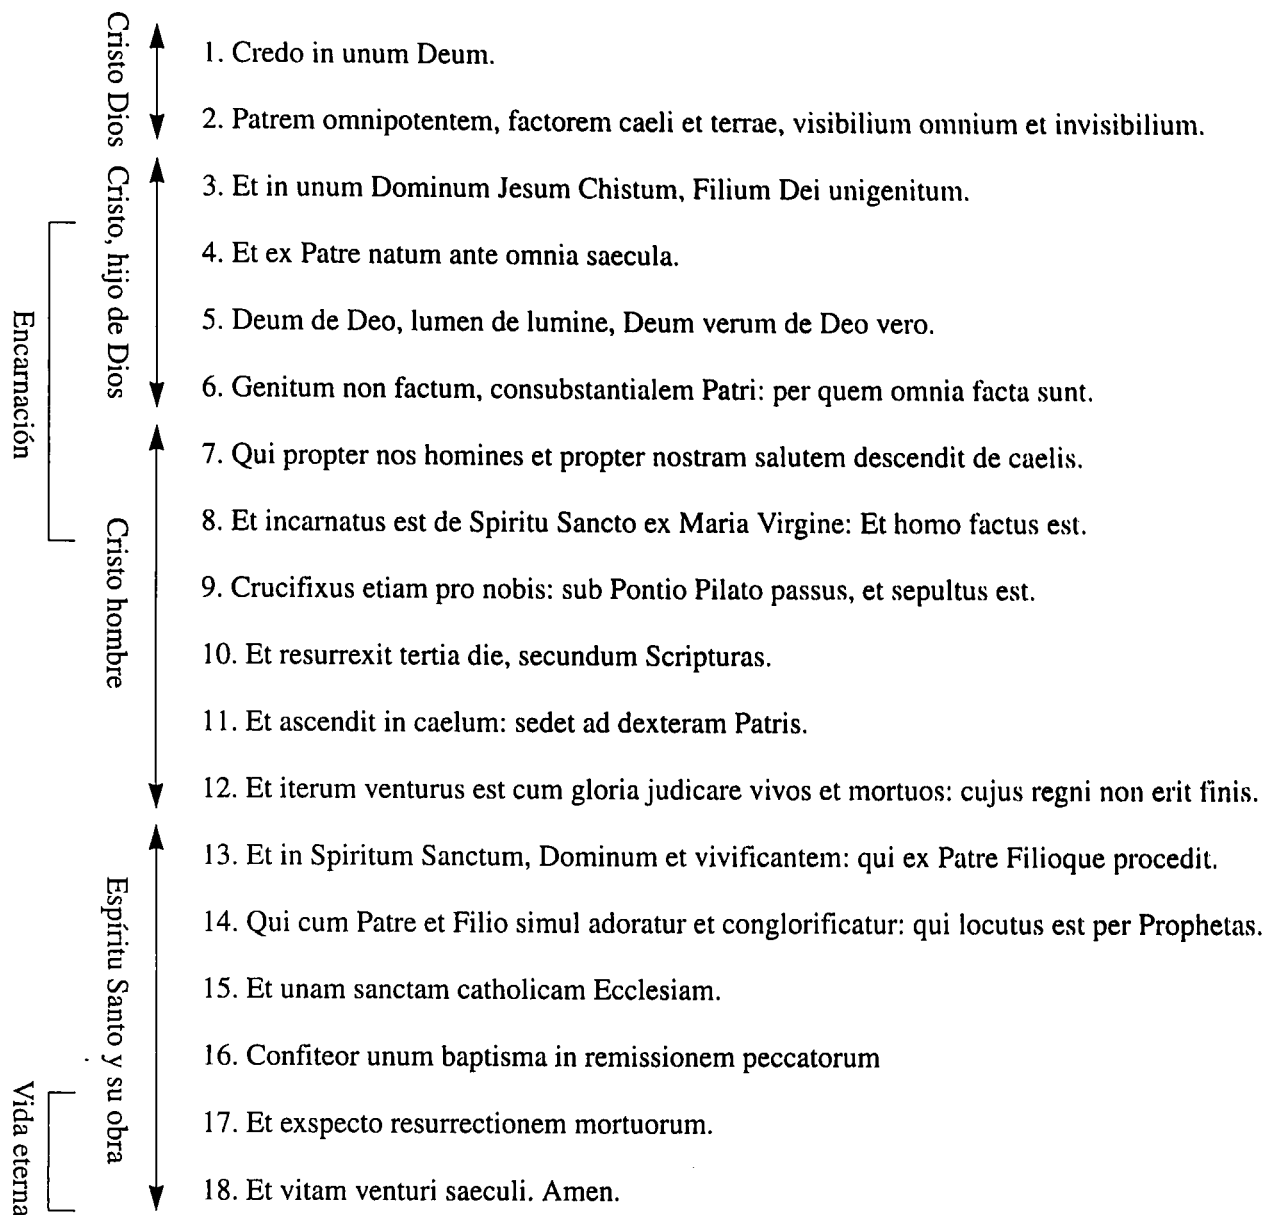 Cristo Dios
1. Credo in unum Deum.
2. Patrem omnipotentem, factorem caeli et terrae, visibilium omnium et invisibilium.
Cristo, hijo de Dios
3. Et in unum Dominum Jesum Chistum, Filium Dei unigenitum.
4. Et ex Patre natum ante omnia saecula.
5. Deum de Deo, lumen de lumine, Deum verum de Deo vero.
6. Genitum non factum, consubstantialem Patri: per quem omnia facta sunt.
Encarnación
Cristo hombre
7. Qui propter nos homines et propter nostram salutem descendit de caelis.
8. Et incarnatus est de Spiritu Sancto ex Maria Virgine: Et homo factus est.
9. Crucifixus etiam pro nobis: sub Pontio Pilato passus, et sepultus est.
10. Et resurrexit tertia die, secundum Scripturas.
11. Et ascendit in caelum: sedet ad dexteram Patris.
12. Et iterum venturus est cum gloria judicare vivos et mortuos: cujus regni non erit finis.
Espíritu Santo y su obra
13. Et in Spiritum Sanctum, Dominum et vivificantem: qui ex Patre Filioque procedit.
14. Qui cum Patre et Filio simul adoratur et conglorificatur: qui locutus est per Prophetas.
15. Et unam sanctam catholicam Ecclesiam.
16. Confiteor unum baptisma in remissionem peccatorum
Vida eterna
17. Et exspecto resurrectionem mortuorum.
18. Et vitam venturi saeculi. Amen.